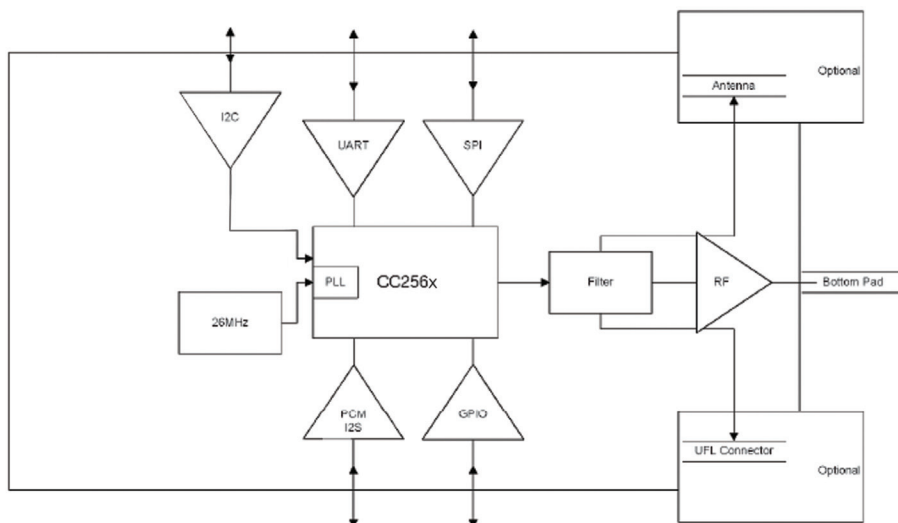 Optional
Antenna
I2C
UART
SPI
CC256x
PLL
Filter
RF
Bottom Pad
26MHz
PCM
I2S
GPIO
UFL Connector
Optional